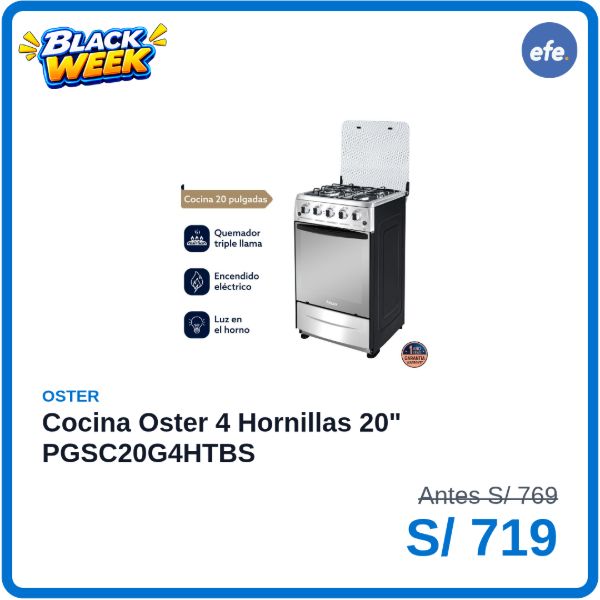 BLACK
WEEK
efe.
Cocina 20 pulgadas
Quemador
triple llama
Encendido
eléctrico
Luz en
el horno
GARANTÍA
OSTER
Cocina Oster 4 Hornillas 20"
PGSC20G4HTBS
Antes S/ 769
S/ 719